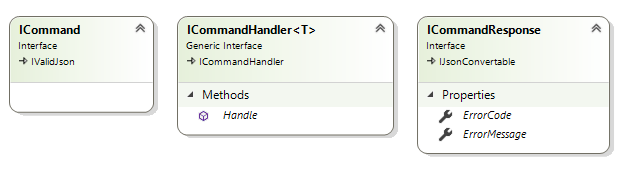 ICommand
Interface
IValidJson
ICommandHandler<T>
Generic Interface
ICommandHandler
Methods
Handle
ICommandResponse
Interface
IJsonConvertable
Properties
ErrorCode
ErrorMessage